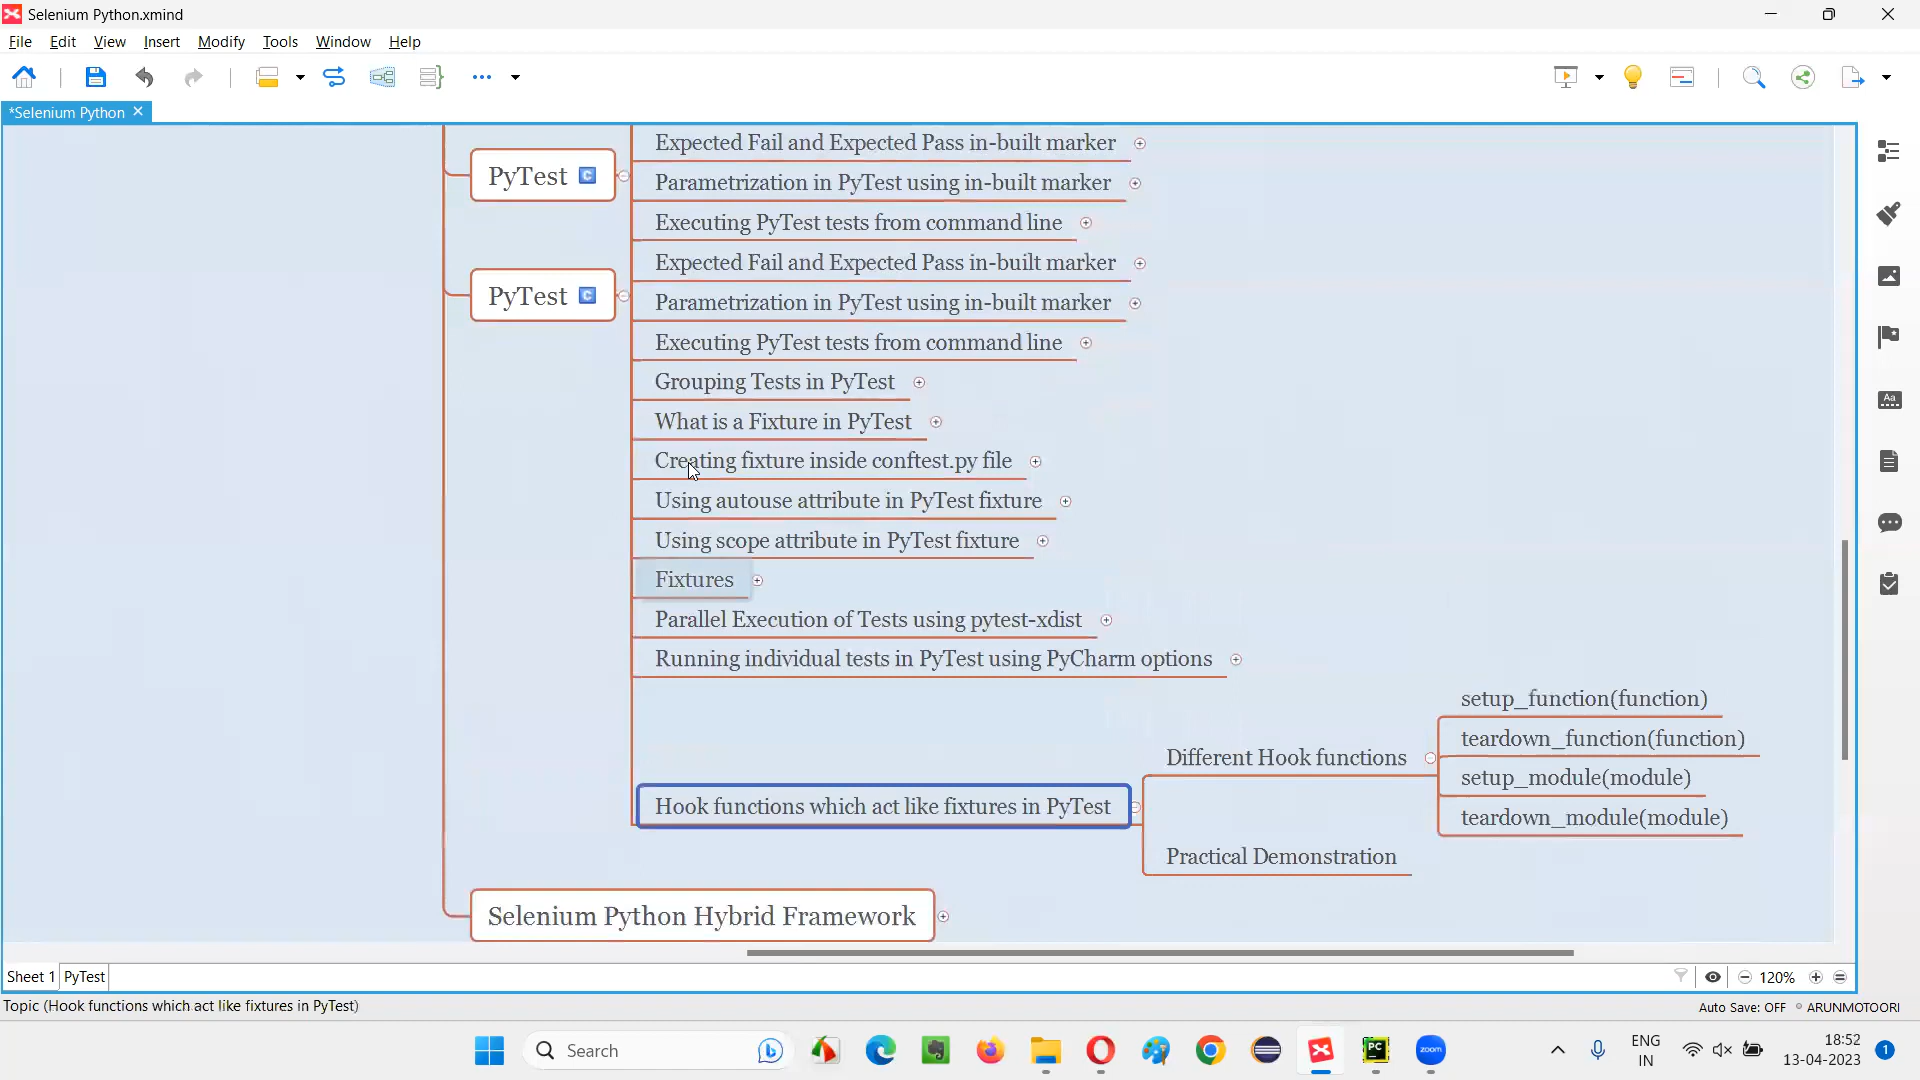 Selenium Python.xmind
File Edit View Insert Modify Tools Window Help
*Selenium Python
Expected Fail and Expected Pass in-built marker
PyTest
Parametrization in PyTest using in-built marker
Executing PyTest tests from command line
Expected Fail and Expected Pass in-built marker
PyTest
Parametrization in PyTest using in-built marker
Executing PyTest tests from command line
Grouping Tests in PyTest
What is a Fixture in PyTest
Creating fixture inside conftest.py file
Using autouse attribute in PyTest fixture
Using scope attribute in PyTest fixture
Fixtures
Parallel Execution of Tests using pytest-xdist
Running individual tests in PyTest using PyCharm options
setup_function(function)
teardown_function(function)
Different Hook functions
setup_module(module)
Hook functions which act like fixtures in PyTest
teardown_module(module)
Practical Demonstration
Selenium Python Hybrid Framework
Sheet 1 PyTest
120%
Topic (Hook functions which act like fixtures in PyTest)
Auto Save: OFF ARUNMOTOORI
Search
zoom
PC
ENG
IN
18:52
13-04-2023
1
C
C
Aa